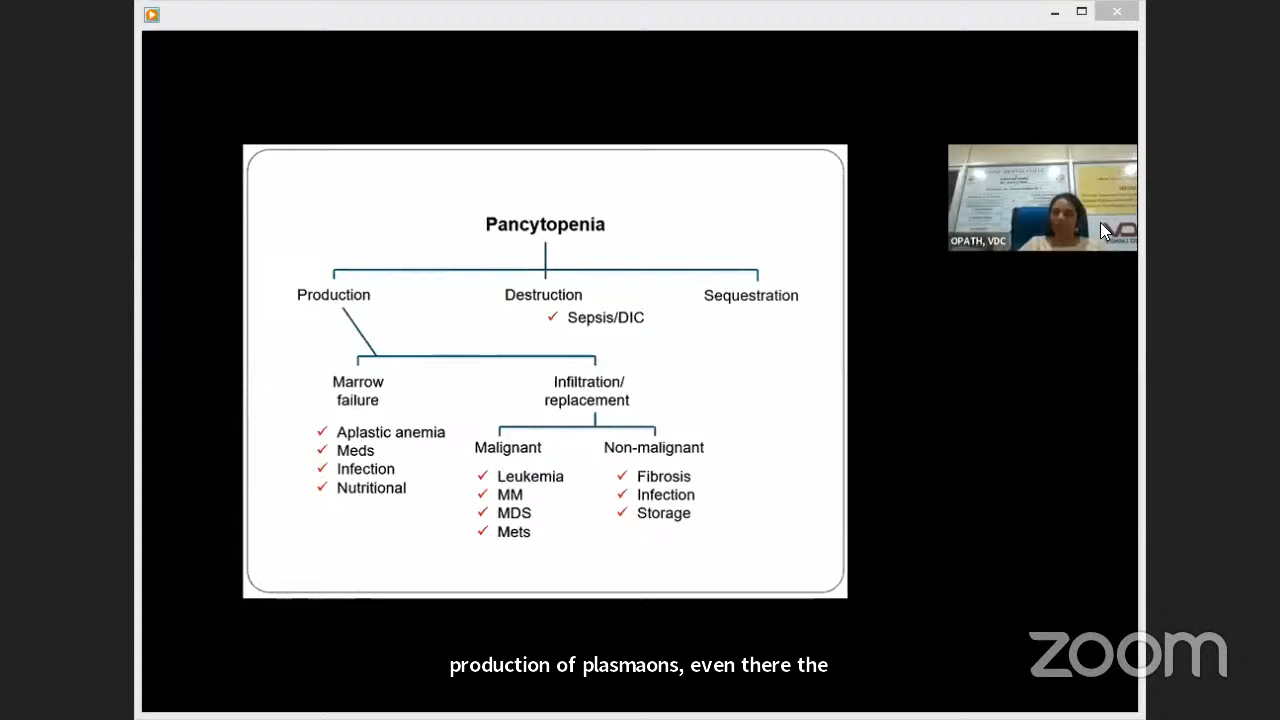 Pancytopenia
Production
Destruction
Sequestration
Sepsis/DIC
Marrow
failure
Infiltration/
replacement
Aplastic anemia
Meds
Infection
Nutritional
Malignant
Non-malignant
Leukemia
MM
MDS
Mets
Fibrosis
Infection
Storage
OPATH, VDC
production of plasmaons, even there the
zoom